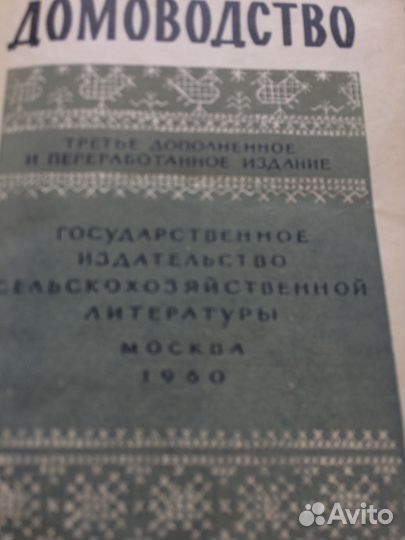 ДОМОВОДСТВО
ТРЕТЬЕ ДОПОЛНЕННОЕ
И ПЕРЕРАБОТАННОЕ ИЗДАНИЕ
ГОСУДАРСТВЕННОЕ
ИЗДАТЕЛЬСТВО
СЕЛЬСКОХОЗЯЙСТВЕННОЙ
ЛИТЕРАТУРЫ
МОСКВА
1960
Avito